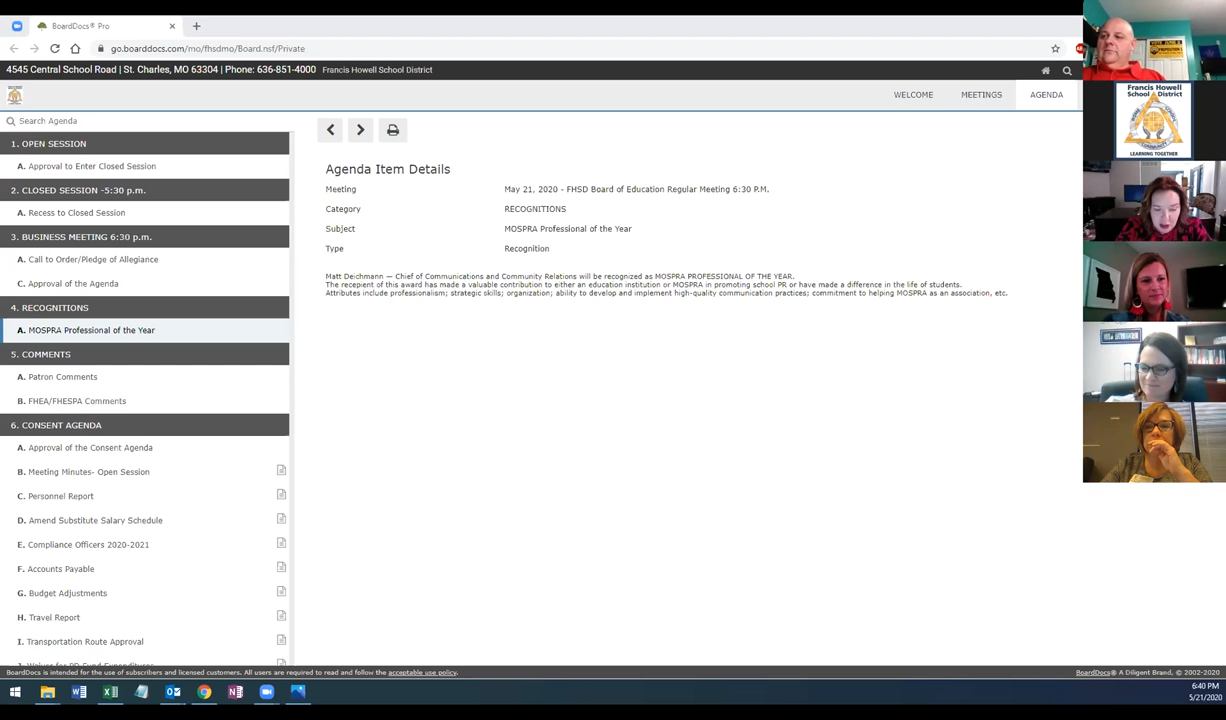 BoardDocs® Pro
go.boarddocs.com/mo/fhsdmo/Board.nsf/Private
4545 Central School Road | St. Charles, MO 63304 | Phone: 636-851-4000 Francis Howell School District
WELCOME MEETINGS AGENDA
Search Agenda
1. OPEN SESSION
A. Approval to Enter Closed Session
2. CLOSED SESSION -5:30 p.m.
A. Recess to Closed Session
3. BUSINESS MEETING 6:30 p.m.
A. Call to Order/Pledge of Allegiance
C. Approval of the Agenda
4. RECOGNITIONS
A. MOSPRA Professional of the Year
5. COMMENTS
A. Patron Comments
B. FHEA/FHESPA Comments
6. CONSENT AGENDA
A. Approval of the Consent Agenda
B. Meeting Minutes- Open Session
C. Personnel Report
D. Amend Substitute Salary Schedule
E. Compliance Officers 2020-2021
F. Accounts Payable
G. Budget Adjustments
H. Travel Report
I. Transportation Route Approval
J. Waiver for PD Fund Expenditures
Agenda Item Details
Meeting May 21, 2020 - FHSD Board of Education Regular Meeting 6:30 P.M.
Category RECOGNITIONS
Subject MOSPRA Professional of the Year
Type Recognition
Matt Deichmann — Chief of Communications and Community Relations will be recognized as MOSPRA PROFESSIONAL OF THE YEAR.
The recepient of this award has made a valuable contribution to either an education institution or MOSPRA in promoting school PR or have made a difference in the life of students.
Attributes include professionalism; strategic skills; organization; ability to develop and implement high-quality communication practices; commitment to helping MOSPRA as an association, etc.
Francis Howell
School District
LEARNING TOGETHER
BoardDocs is intended for the use of subscribers and licensed customers. All users are required to read and follow the acceptable use policy.
BoardDocs® A Diligent Brand, © 2002-2020
6:40 PM
5/21/2020